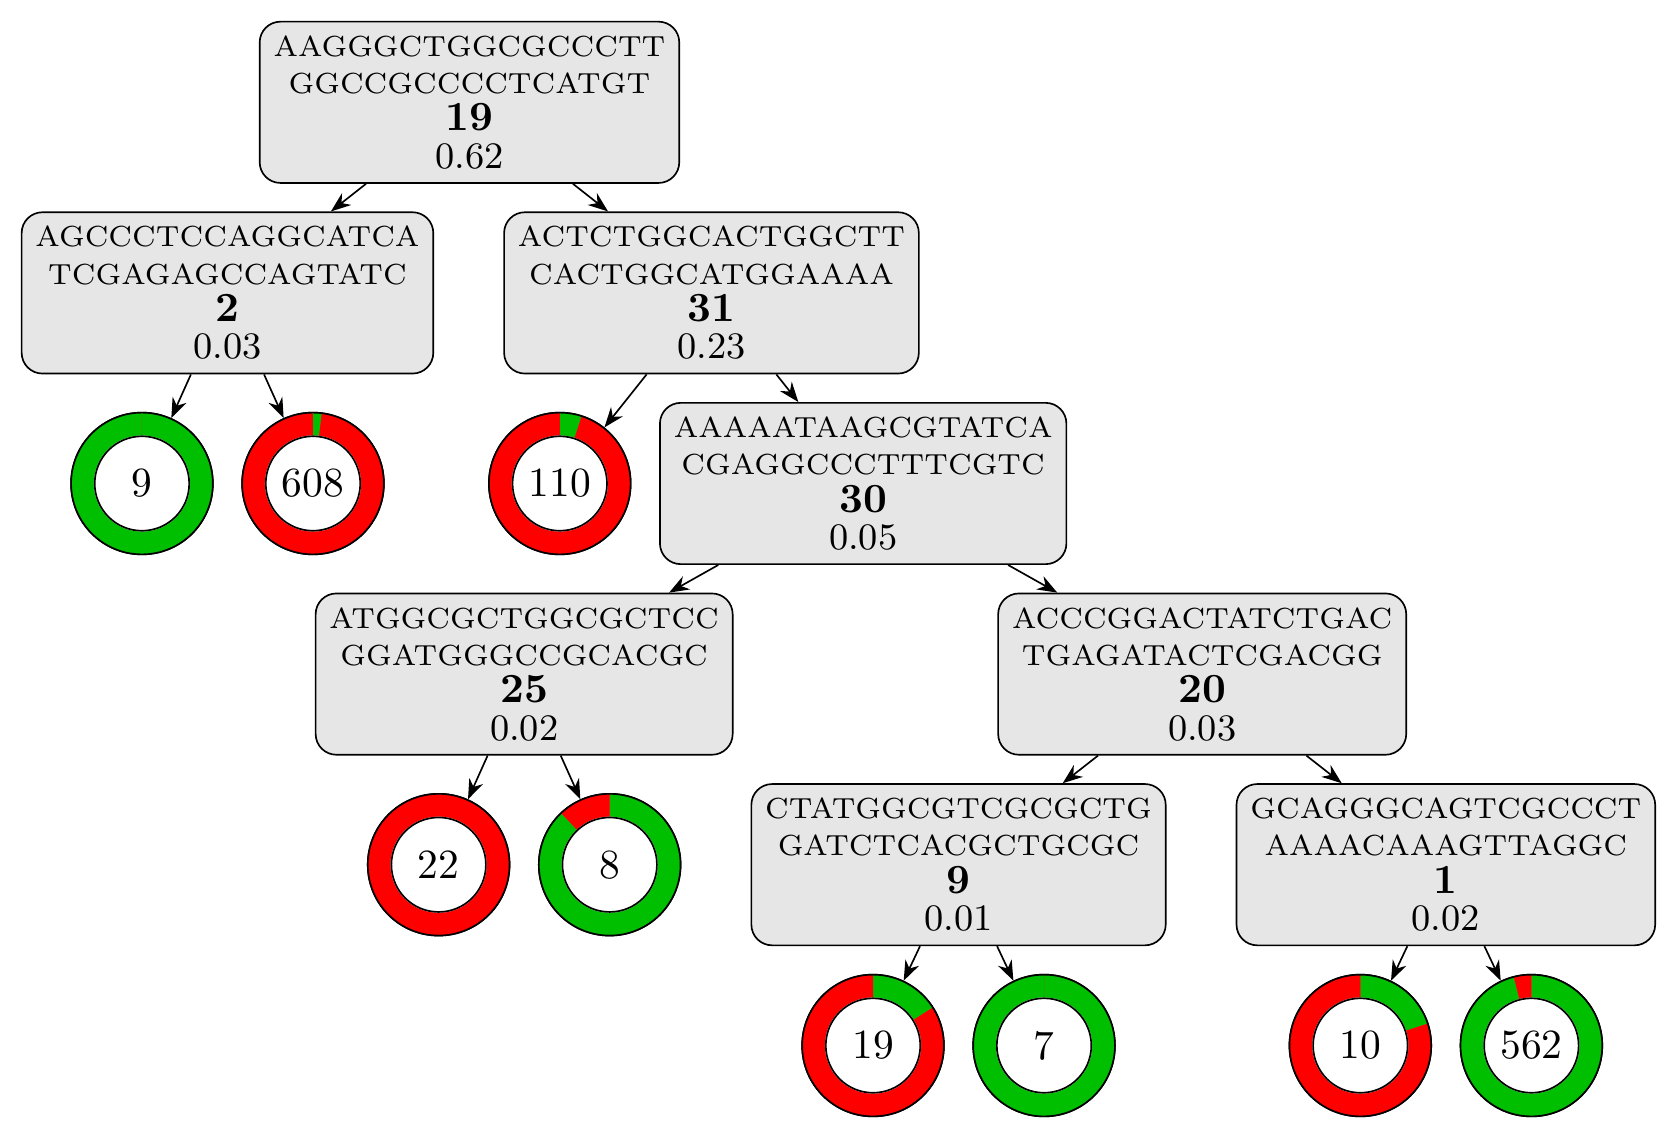 AAGGGCTGGCGCCCTT
GGCCGCCCCTCATGT
19
0.62
AGCCCTCCAGGCATCA
TCGAGAGCCAGTATC
2
0.03
ACTCTGGCACTGGCTT
CACTGGCATGGAAAA
31
0.23
9
608
110
AAAAATAAGCGTATCA
CGAGGCCCTTTCGTC
30
0.05
ATGGCGCTGGCGCTCC
GGATGGGCCGCACGC
25
0.02
ACCCGGACTATCTGAC
TGAGATACTCGACGG
20
0.03
22
8
CTATGGCGTCGCGCTG
GATCTCACGCTGCGC
9
0.01
GCAGGGCAGTCGCCCT
AAAACAAAGTTAGGC
1
0.02
19
7
10
562